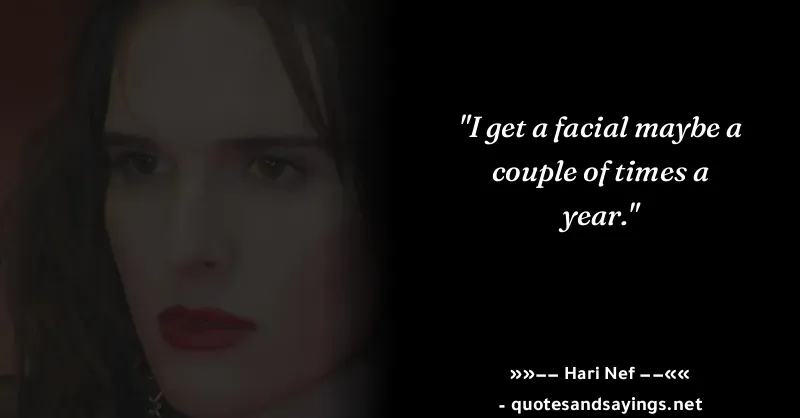 "I get a facial maybe a
couple of times a
year."
»»−− Hari Nef −−««
- quotesandsayings.net